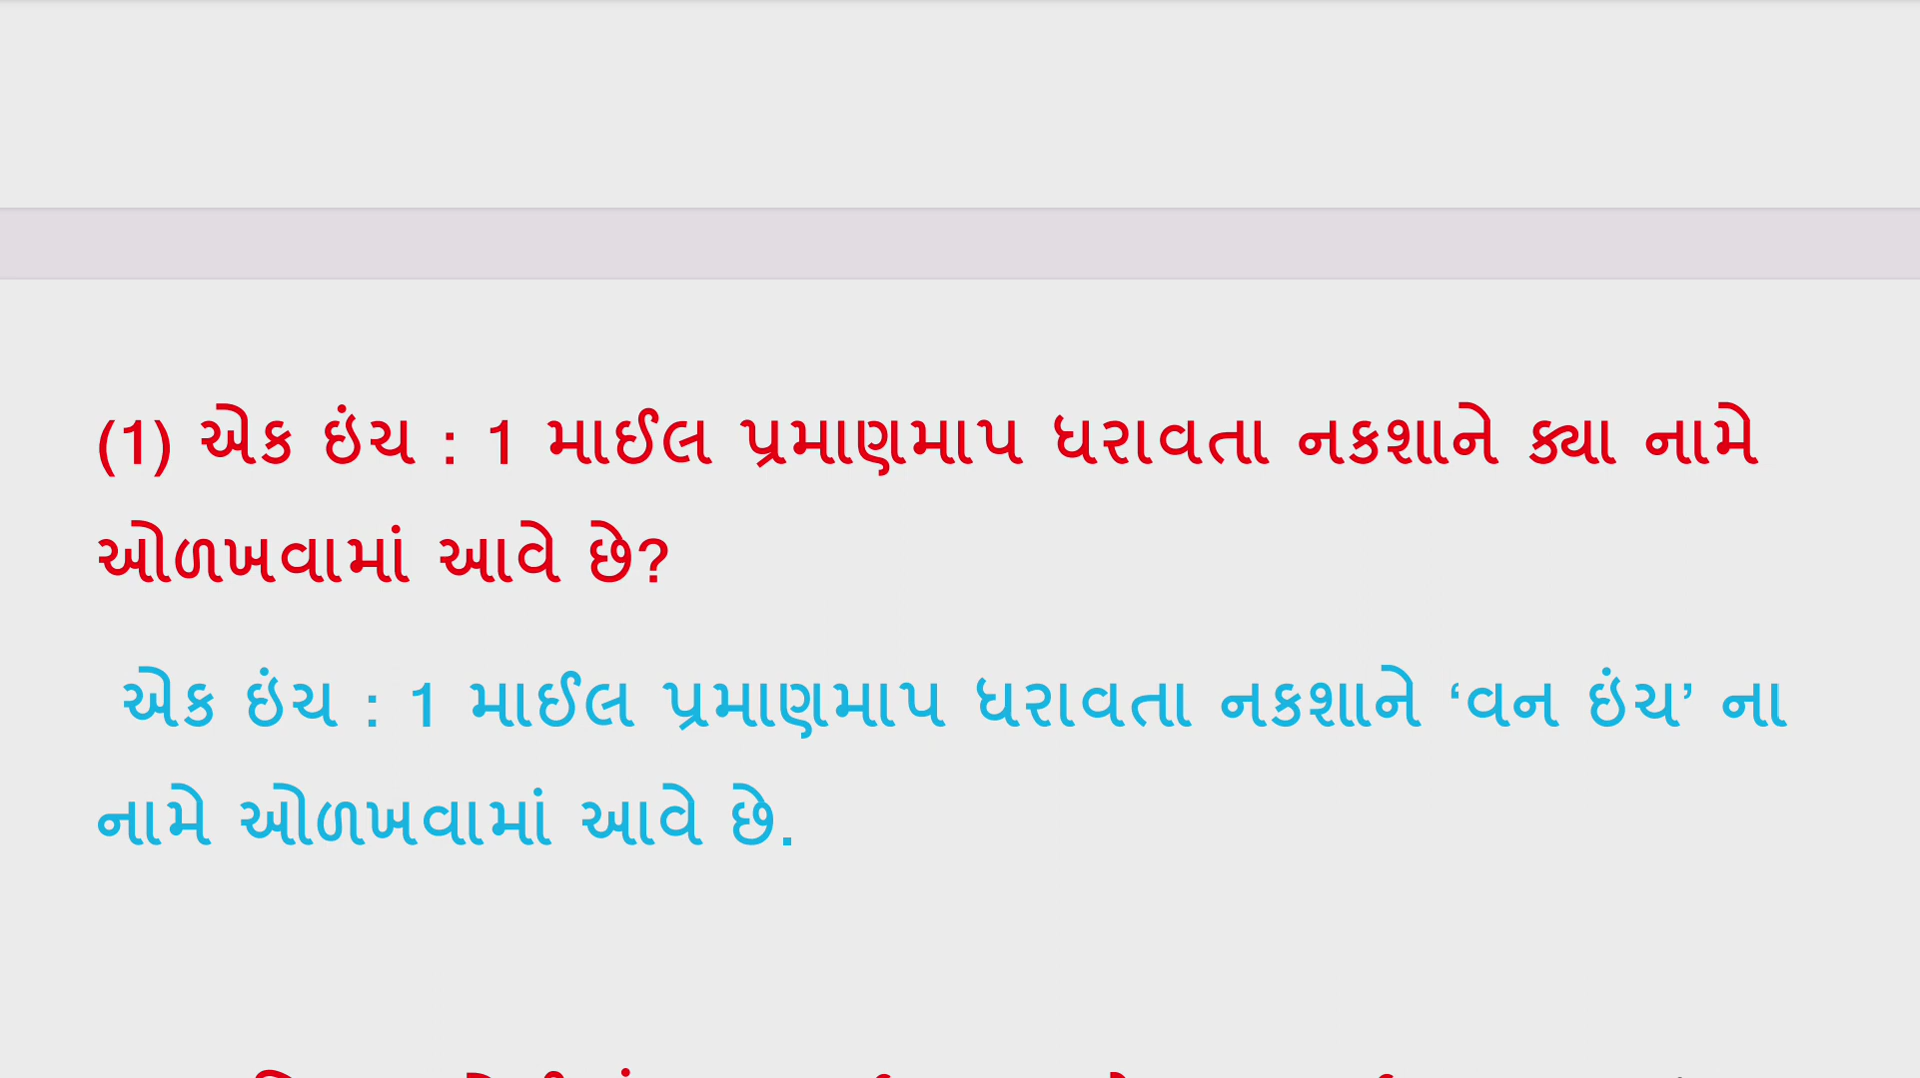 (1) એક ઇંચ : 1 માઈલ પ્રમાણમાપ ધરાવતા નકશાને ક્યા નામે
ઓળખવામાં આવે છે?
એક ઇંચ : 1 માઈલ પ્રમાણમાપ ધરાવતા નકશાને ‘વન ઇંચ’ ના
નામે ઓળખવામાં આવે છે.